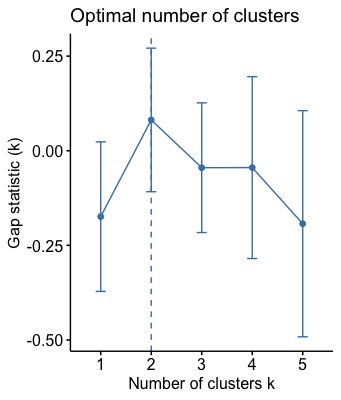 Optimal number of clusters
Gap statistic (k)
0.25
0.00
-0.25
-0.50
1 2 3 4 5
Number of clusters k